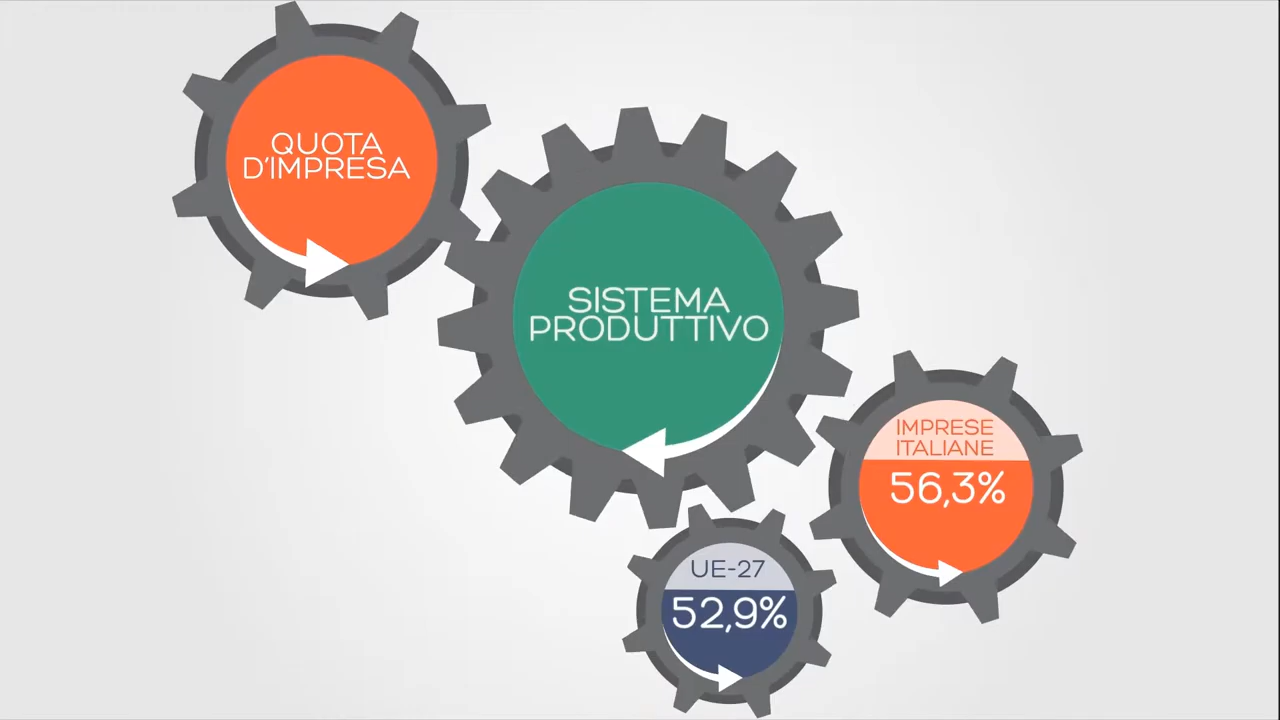 QUOTA
D'IMPRESA
SISTEMA
PRODUTTIVO
IMPRESE
ITALIANE
56,3%
UE-27
52,9%